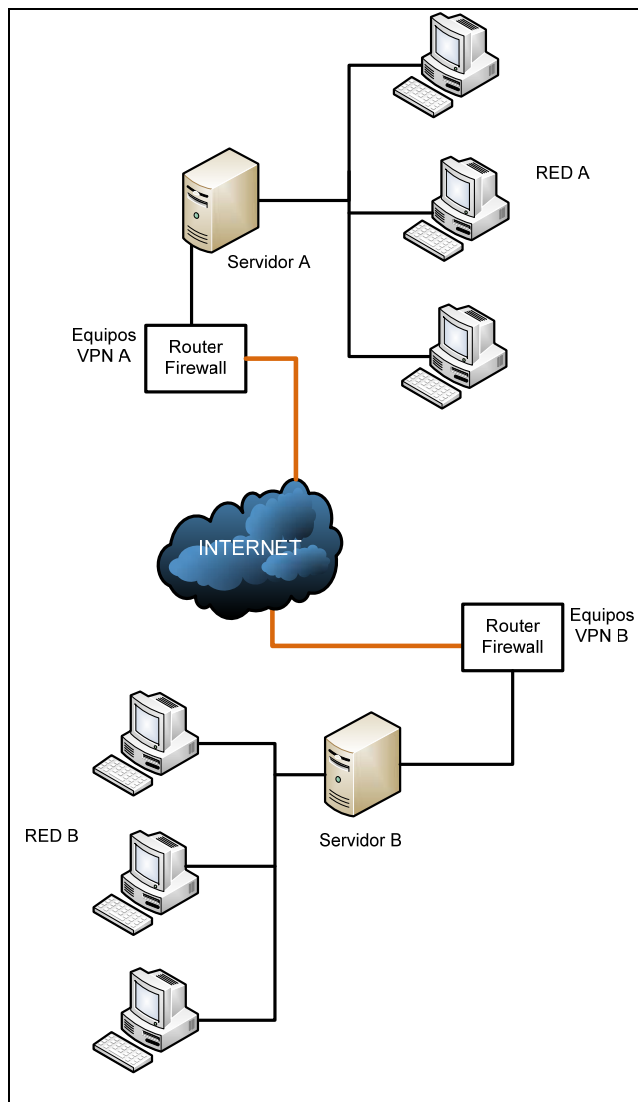 RED A
Servidor A
Equipos
VPN A
Router
Firewall
INTERNET
Router
Firewall
Equipos
VPN B
RED B
Servidor B